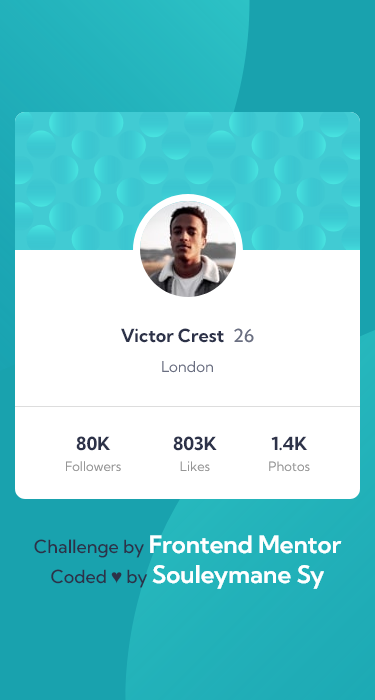 Victor Crest 26
London
80K 803K 1.4K
Followers Likes Photos
Challenge by Frontend Mentor
Coded ♥ by Souleymane Sy